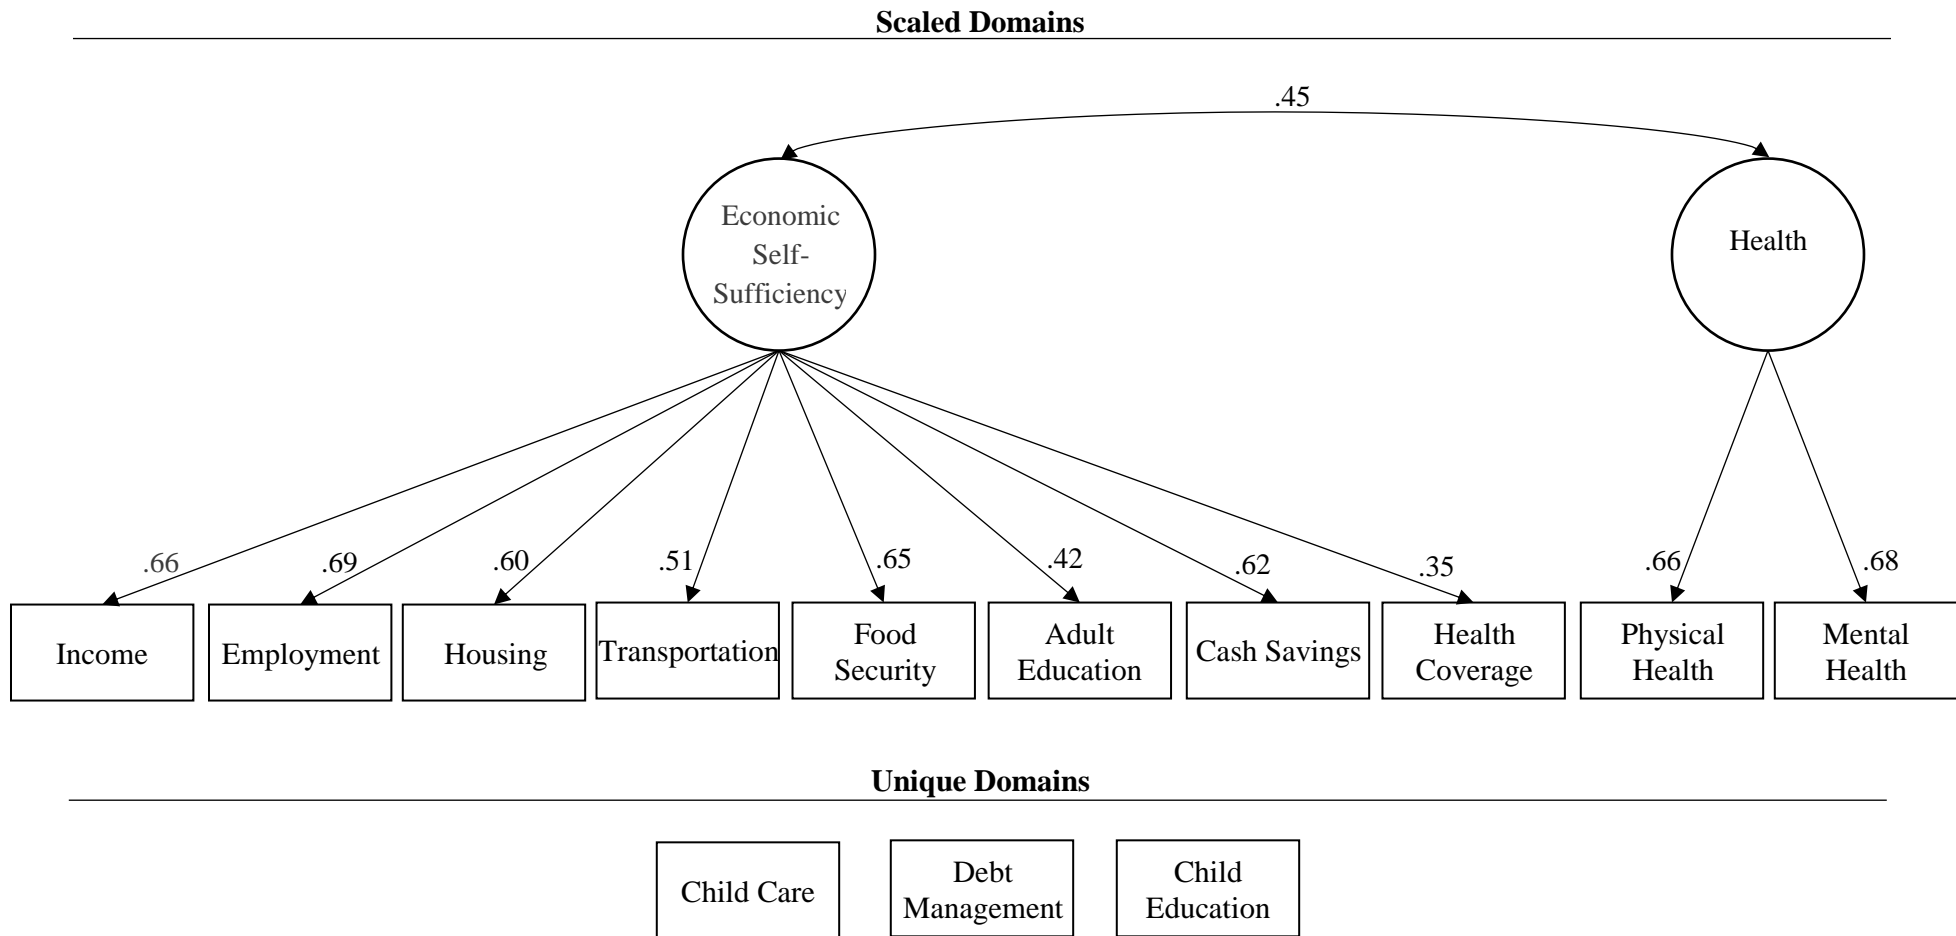 Scaled Domains
.45
Economic
Self-
Sufficiency
Health
.66
.69
.60
.51
.65
.42
.62
.35
.66
.68
Income
Employment
Housing
Transportation
Food
Security
Adult
Education
Cash Savings
Health
Coverage
Physical
Health
Mental
Health
Unique Domains
Child Care
Debt
Management
Child
Education